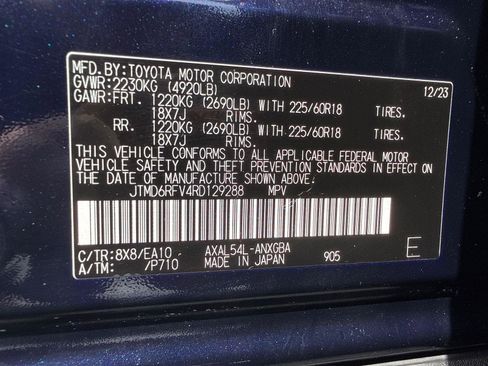 MFD.BY:TOYOTA MOTOR CORPORATION 12/23
GVWR:2230KG (4920LB)
GAWR:FRT. 1220KG (2690LB) WITH 225/60R18 TIRES.
18X7J RIMS.
RR. 1220KG (2690LB) WITH 225/60R18 TIRES.
18X7J RIMS.
THIS VEHICLE CONFORMS TO ALL APPLICABLE FEDERAL MOTOR
VEHICLE SAFETY AND THEFT PREVENTION STANDARDS IN EFFECT ON
THE DATE OF MANUFACTURE SHOWN ABOVE.
JTMD6RFV4RD129288 MPV
C/TR:8X8/EA10 AXAL54L-ANXGBA
A/TM: /P710 MADE IN JAPAN 905 E